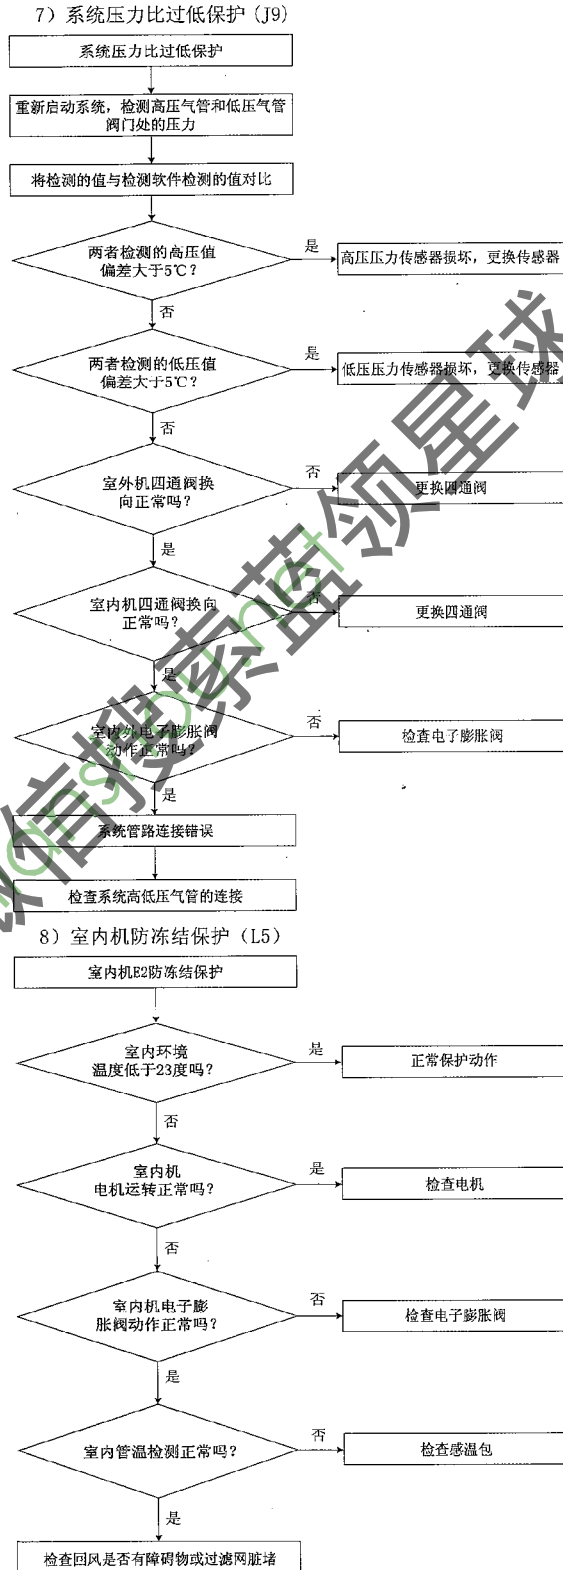 7）系统压力比过低保护（J9）
系统压力比过低保护
重新启动系统，检测高压气管和低压气管
阀门处的压力
将检测的值与检测软件检测的值对比
两者检测的高压值
偏差大于5℃？
是
高压压力传感器损坏，更换传感器
否
两者检测的低压值
偏差大于5℃？
是
低压压力传感器损坏，更换传感器
否
室外机四通阀换
向正常吗？
否
更换四通阀
是
室内机四通阀换向
正常吗？
否
更换四通阀
是
室内外电子膨胀阀
动作正常吗？
否
检查电子膨胀阀
是
系统管路连接错误
检查系统高低压气管的连接
8）室内机防冻结保护（L5）
室内机E2防冻结保护
室内环境
温度低于23度吗？
是
正常保护动作
否
室内机
电机运转正常吗？
是
检查电机
否
室内机电子膨
胀阀动作正常吗？
否
检查电子膨胀阀
是
室内管温检测正常吗？
否
检查感温包
是
检查回风是否有障碍物或过滤网脏堵
微信搜索蓝领星球